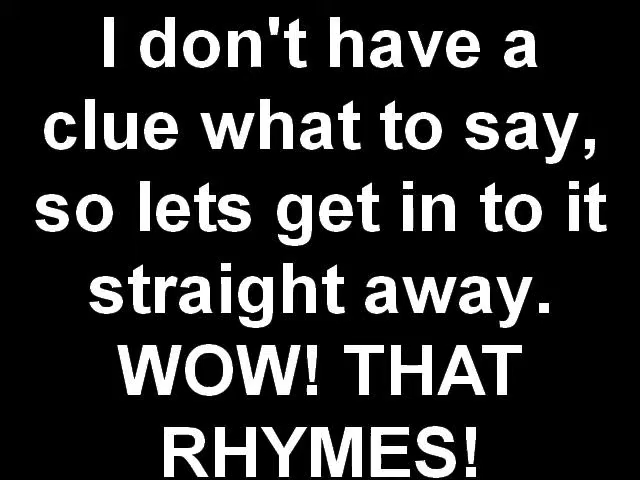 I don't have a
clue what to say,
so lets get in to it
straight away.
WOW! THAT
RHYMES!